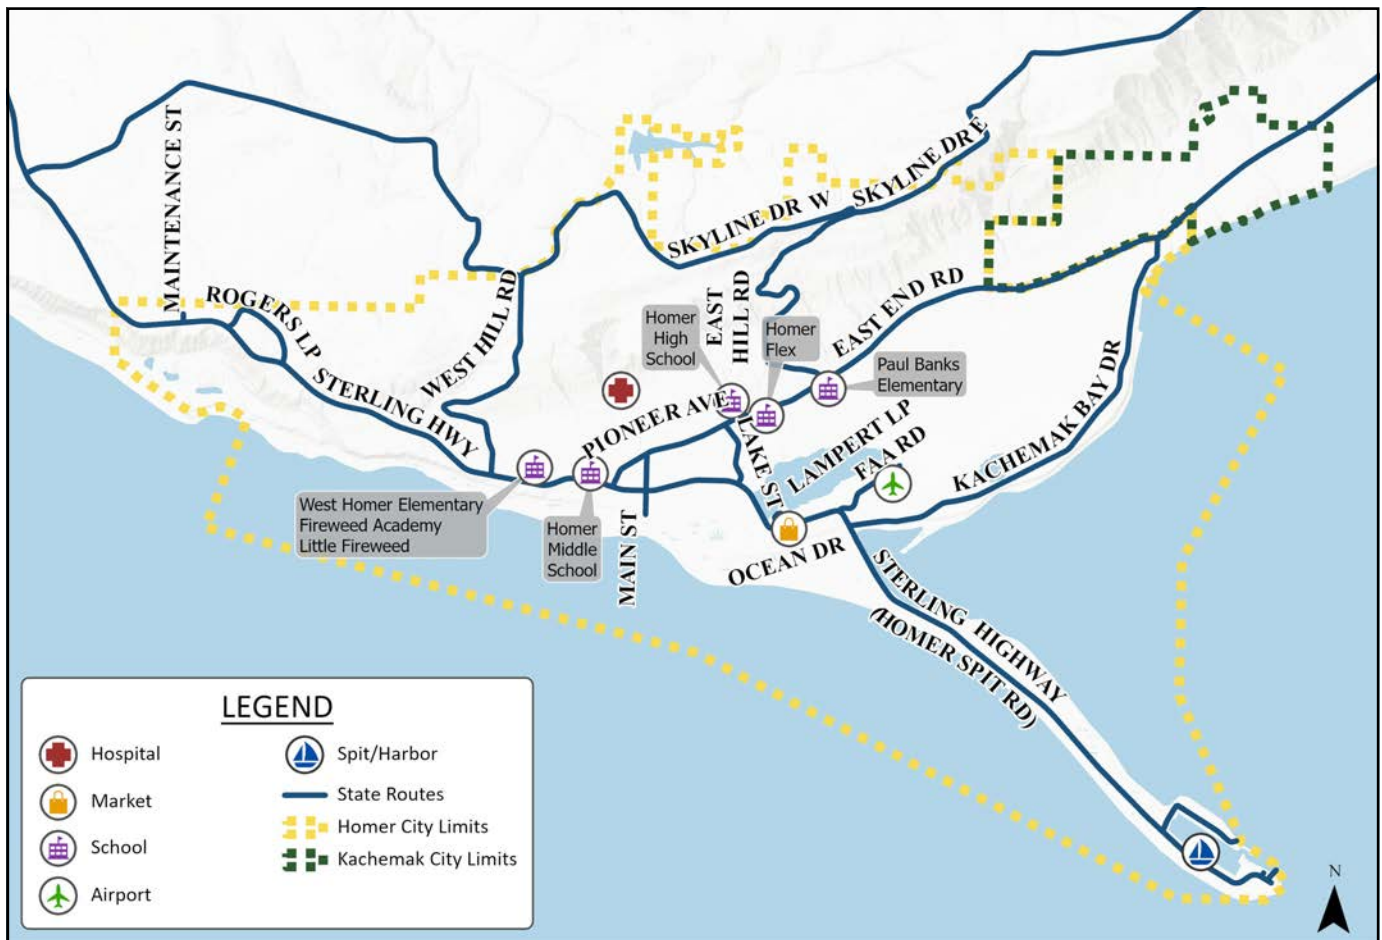 MAINTENANCE ST
ROGERS LP
STERLING HWY
WEST HILL RD
SKYLINE DR W
SKYLINE DR E
EAST
HILL RD
EAST END RD
Homer
High
School
Homer
Flex
Paul Banks
Elementary
PIONEER AVE
LAKE ST
LAMPERT LP
FAA RD
KACHEMAK BAY DR
West Homer Elementary
Fireweed Academy
Little Fireweed
Homer
Middle
School
MAIN ST
OCEAN DR
STERLING HIGHWAY
(HOMER SPIT RD)
LEGEND
Hospital
Market
School
Airport
Spit/Harbor
State Routes
Homer City Limits
Kachemak City Limits
N